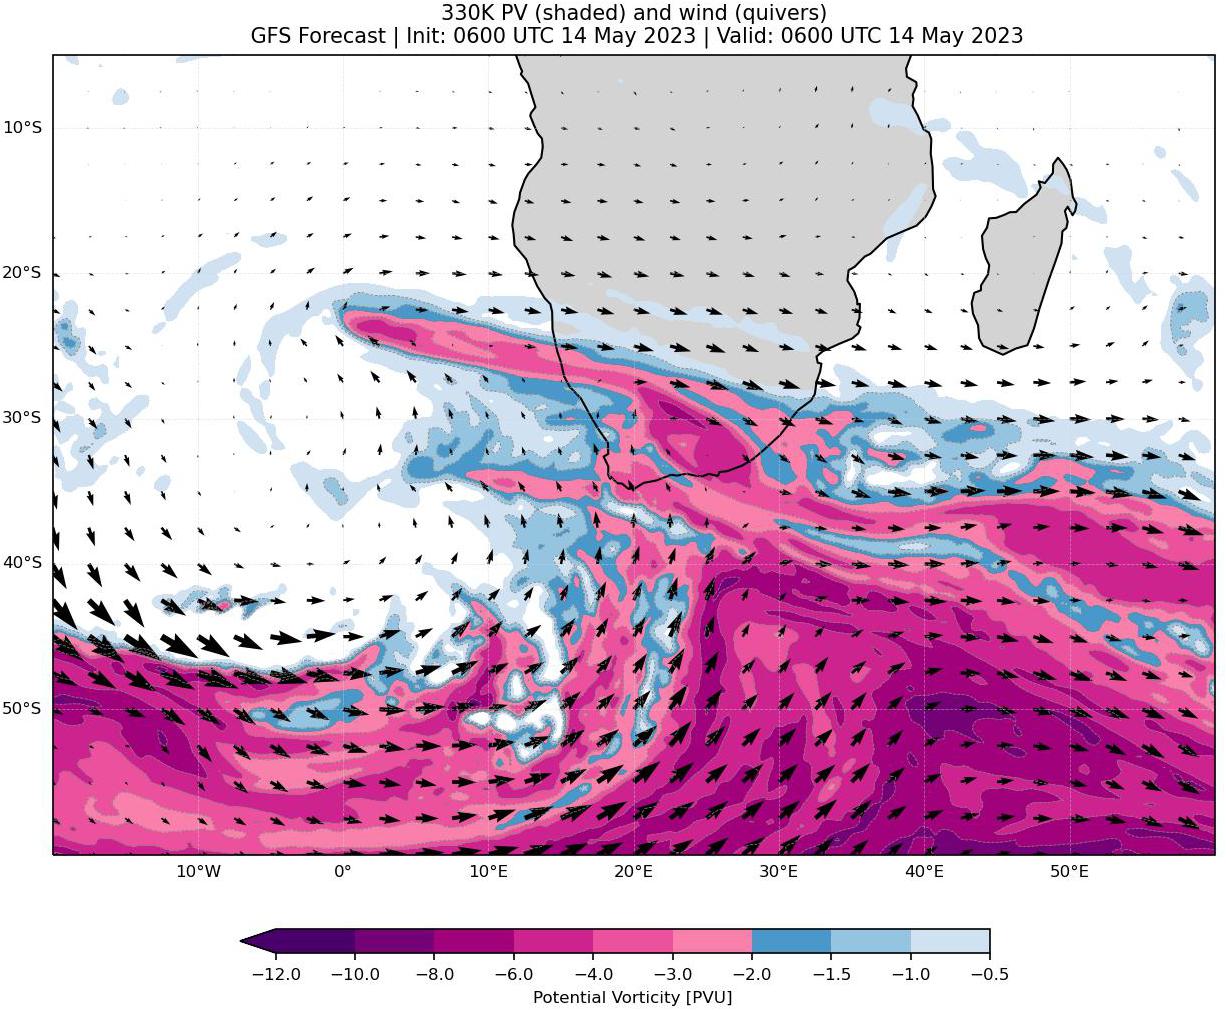 330K PV (shaded) and wind (quivers)
GFS Forecast | Init: 0600 UTC 14 May 2023 | Valid: 0600 UTC 14 May 2023
10°S
20°S
30°S
40°S
50°S
10°W 0° 10°E 20°E 30°E 40°E 50°E
−12.0 −10.0 −8.0 −6.0 −4.0 −3.0 −2.0 −1.5 −1.0 −0.5
Potential Vorticity [PVU]